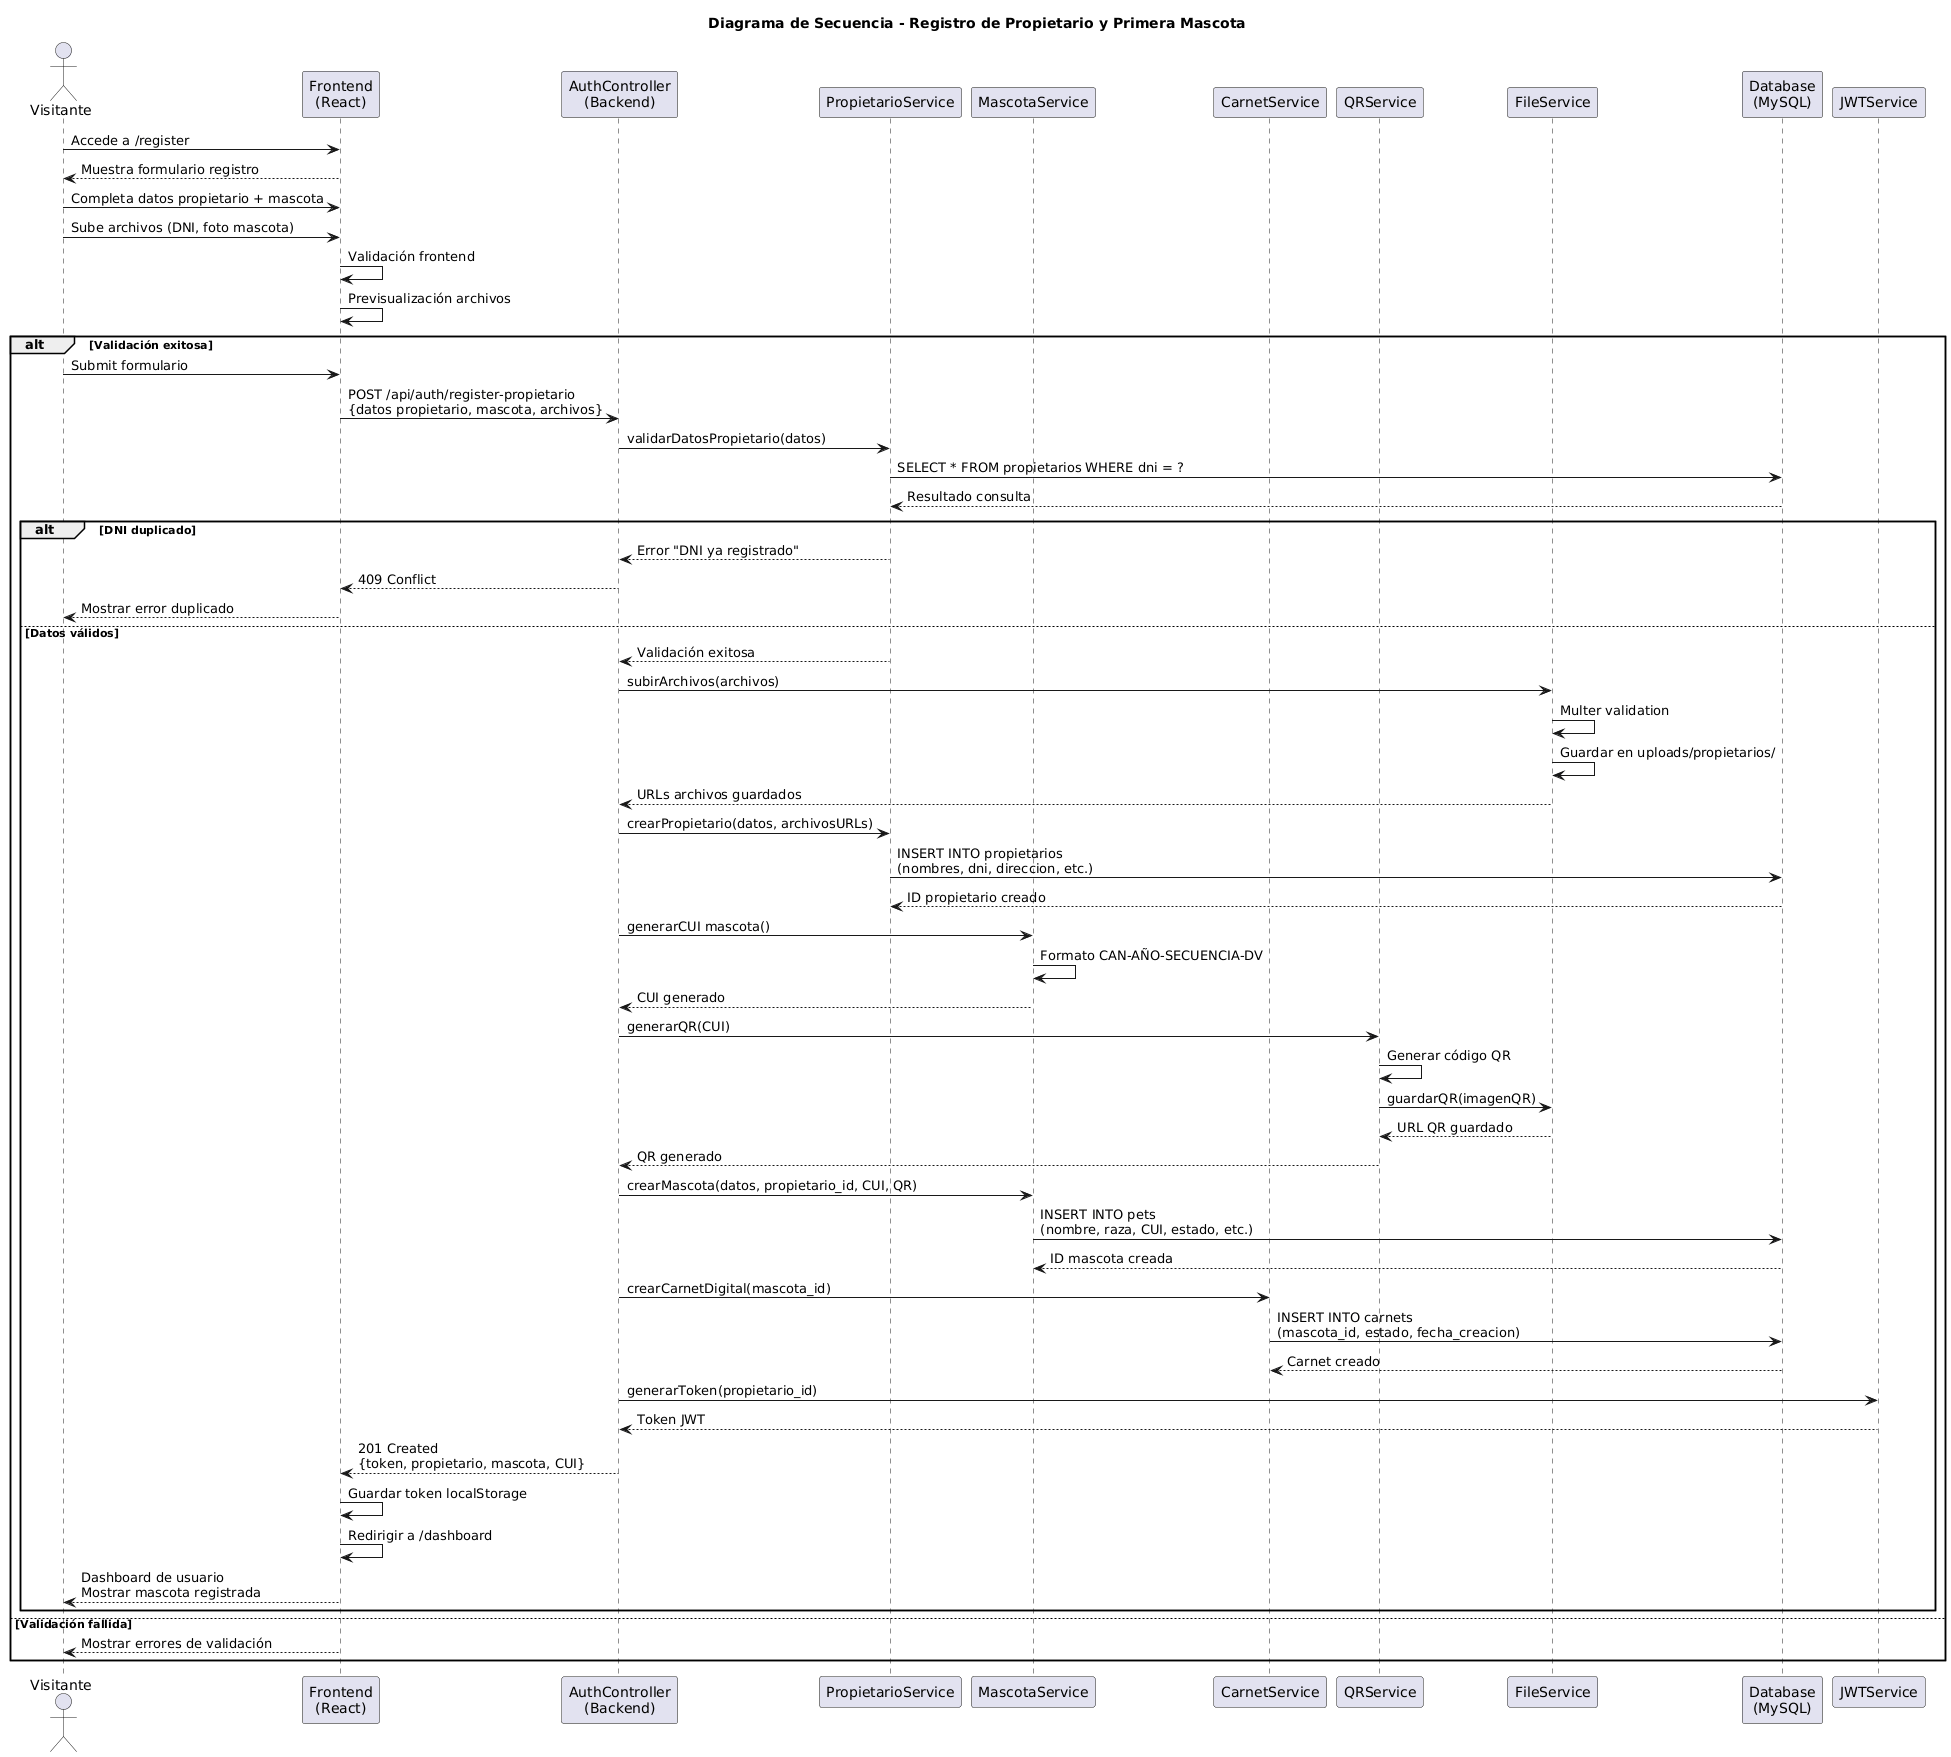 Diagrama de Secuencia - Registro de Propietario y Primera Mascota
Visitante
Frontend
(React)
AuthController
(Backend)
PropietarioService
MascotaService
CarnetService
QRService
FileService
Database
(MySQL)
JWTService
Accede a /register
Muestra formulario registro
Completa datos propietario + mascota
Sube archivos (DNI, foto mascota)
Validación frontend
Previsualización archivos
alt [Validación exitosa]
Submit formulario
POST /api/auth/register-propietario
{datos propietario, mascota, archivos}
validarDatosPropietario(datos)
SELECT * FROM propietarios WHERE dni = ?
Resultado consulta
alt [DNI duplicado]
Error "DNI ya registrado"
409 Conflict
Mostrar error duplicado
[Datos válidos]
Validación exitosa
subirArchivos(archivos)
Multer validation
Guardar en uploads/propietarios/
URLs archivos guardados
crearPropietario(datos, archivosURLs)
INSERT INTO propietarios
(nombres, dni, direccion, etc.)
ID propietario creado
generarCUI mascota()
Formato CAN-AÑO-SECUENCIA-DV
CUI generado
generarQR(CUI)
Generar código QR
guardarQR(imagenQR)
URL QR guardado
QR generado
crearMascota(datos, propietario_id, CUI, QR)
INSERT INTO pets
(nombre, raza, CUI, estado, etc.)
ID mascota creada
crearCarnetDigital(mascota_id)
INSERT INTO carnets
(mascota_id, estado, fecha_creacion)
Carnet creado
generarToken(propietario_id)
Token JWT
201 Created
{token, propietario, mascota, CUI}
Guardar token localStorage
Redirigir a /dashboard
Dashboard de usuario
Mostrar mascota registrada
[Validación fallida]
Mostrar errores de validación
Visitante
Frontend
(React)
AuthController
(Backend)
PropietarioService
MascotaService
CarnetService
QRService
FileService
Database
(MySQL)
JWTService